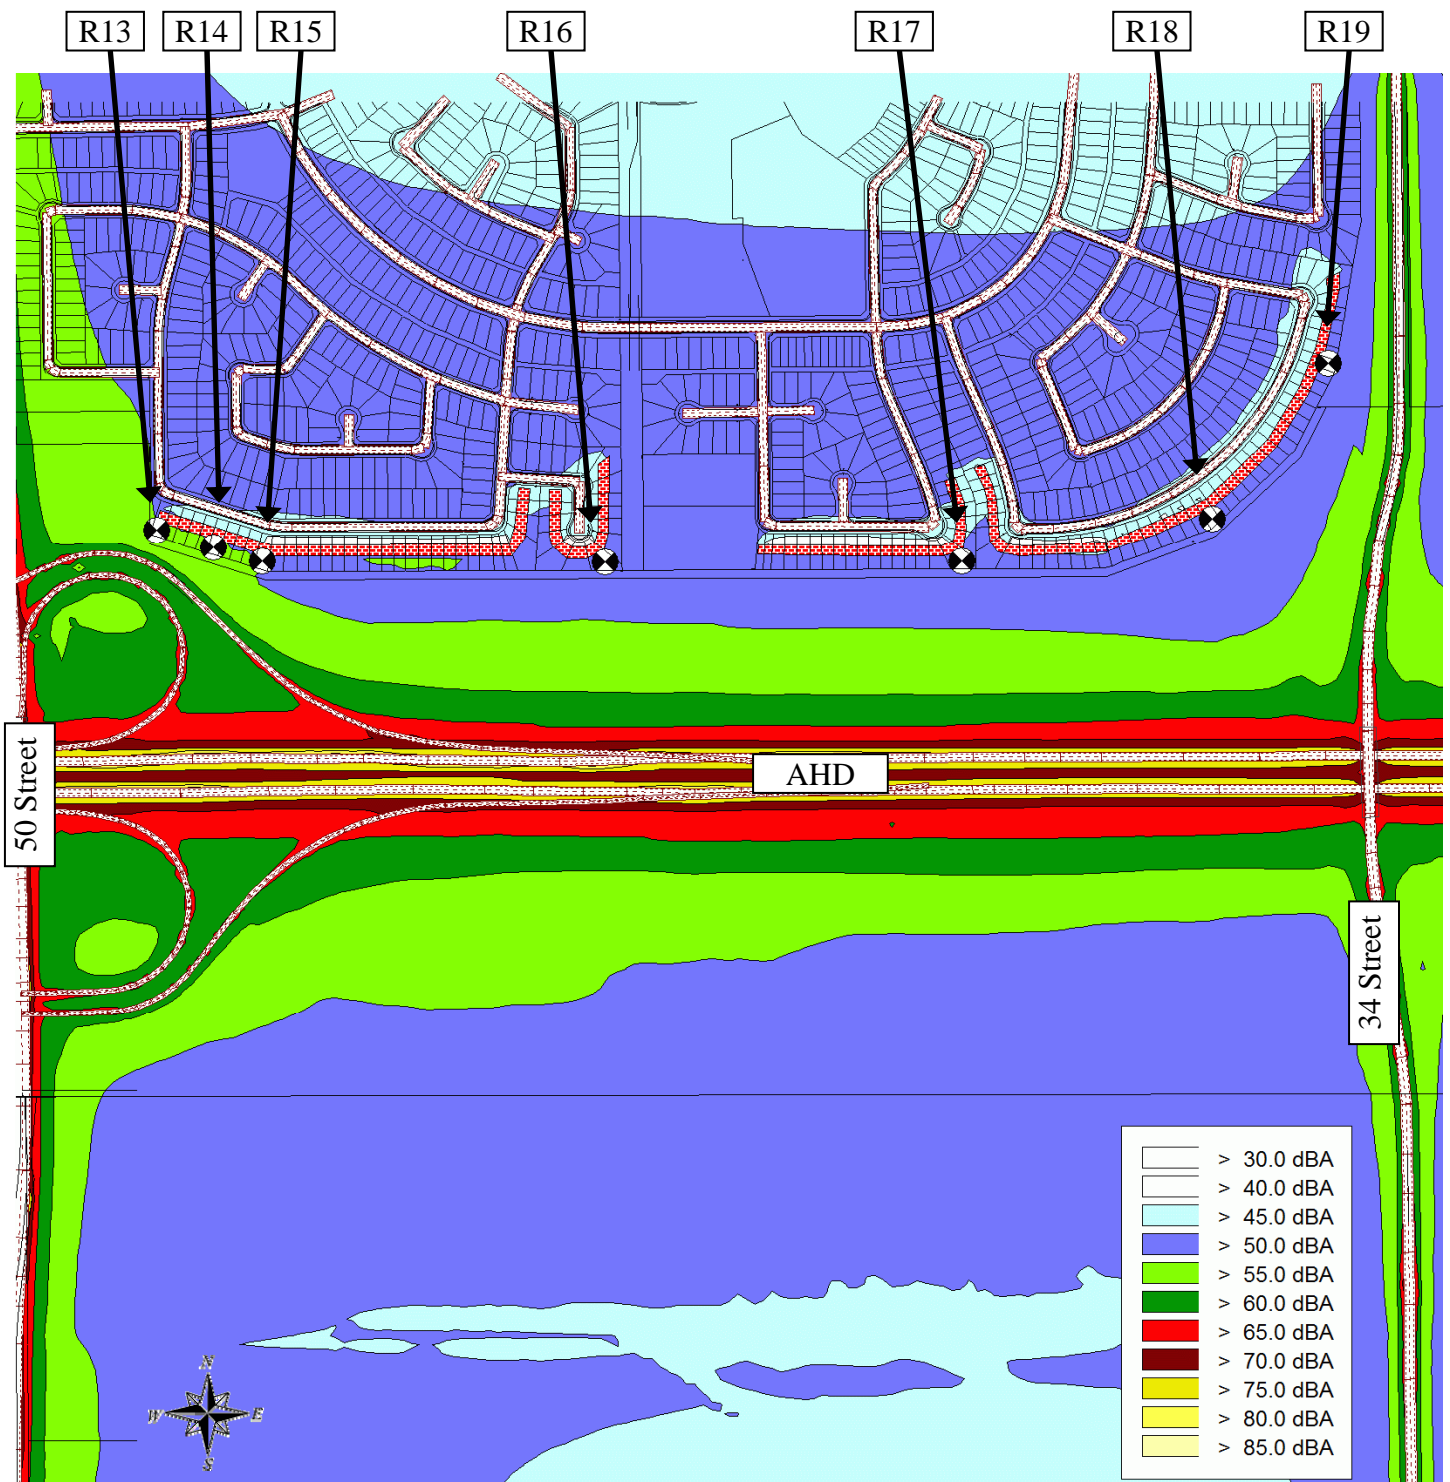 R13
R14
R15
R16
R17
R18
R19
50 Street
AHD
34 Street
> 30.0 dBA
> 40.0 dBA
> 45.0 dBA
> 50.0 dBA
> 55.0 dBA
> 60.0 dBA
> 65.0 dBA
> 70.0 dBA
> 75.0 dBA
> 80.0 dBA
> 85.0 dBA
N
W E
S